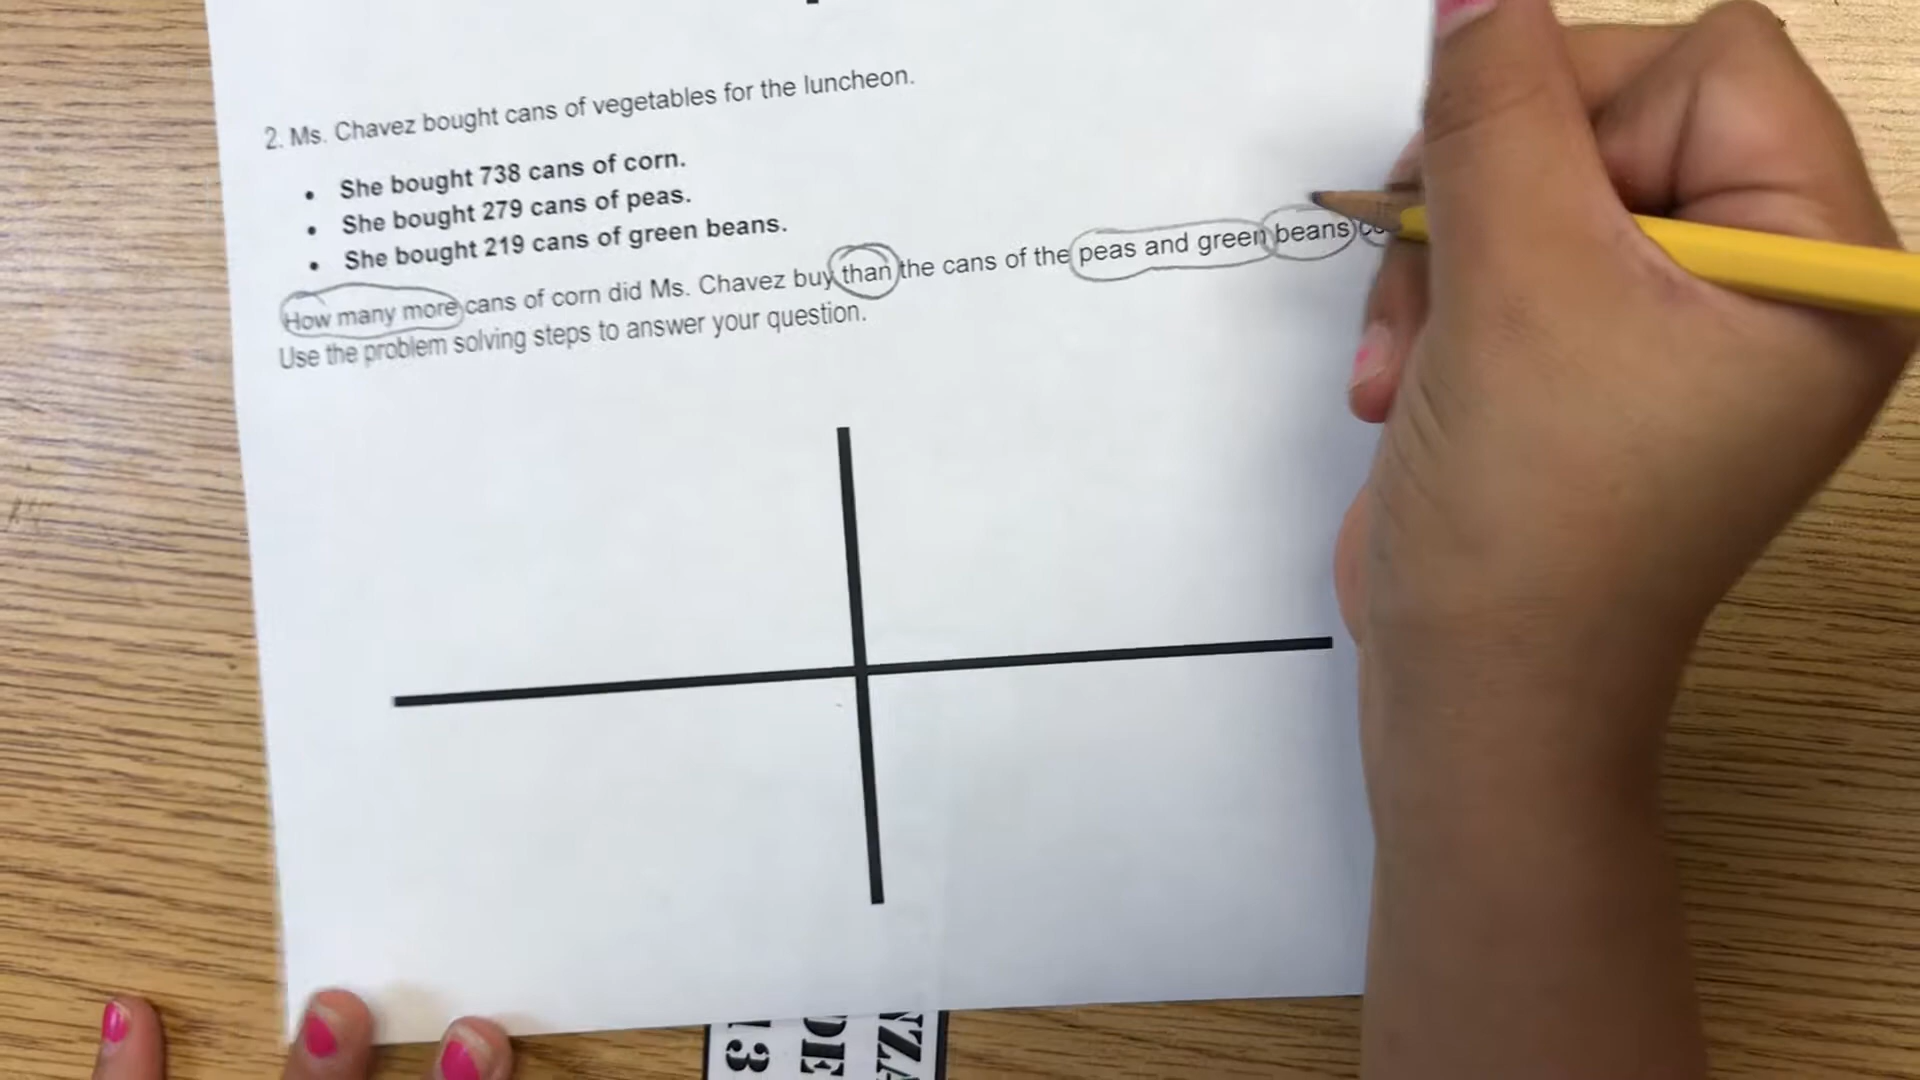 2. Ms. Chavez bought cans of vegetables for the luncheon.
• She bought 738 cans of corn.
• She bought 279 cans of peas.
• She bought 219 cans of green beans.
How many more cans of corn did Ms. Chavez buy than the cans of the peas and green beans
Use the problem solving steps to answer your question.
13
DE
NZA